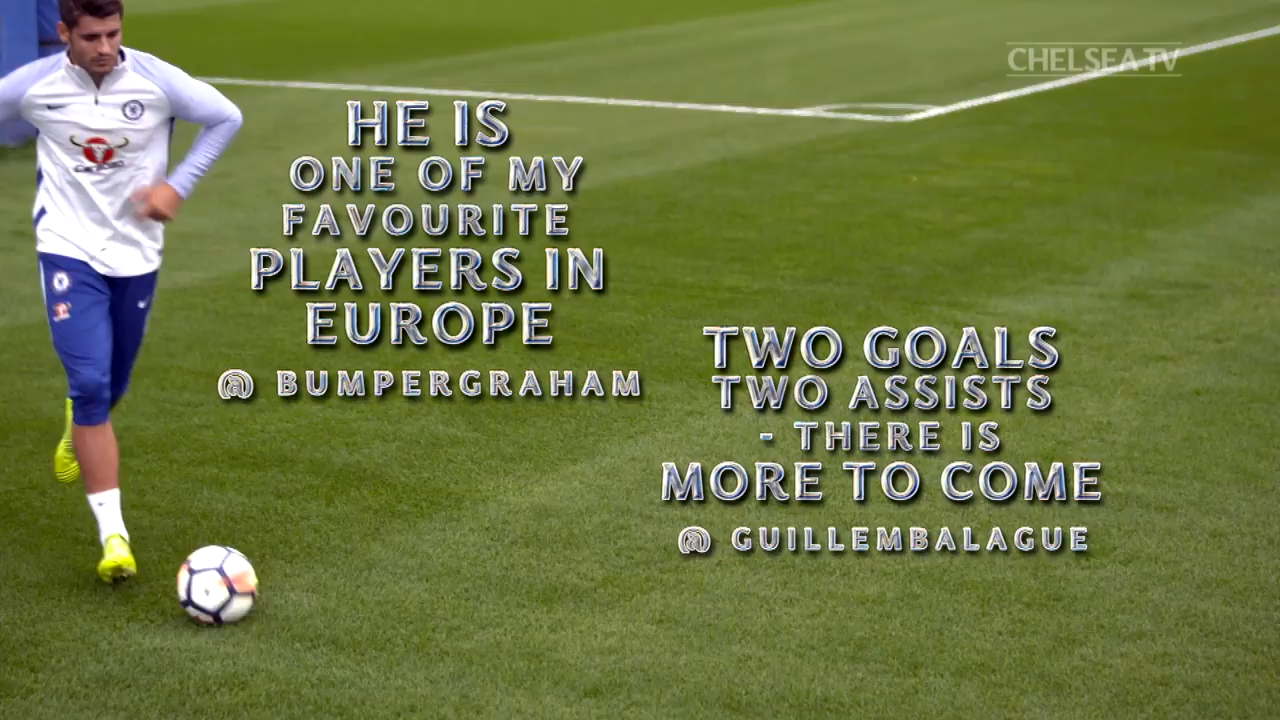 CHELSEA TV
HE IS
ONE OF MY
FAVOURITE
PLAYERS IN
EUROPE
@ BUMPERGRAHAM
TWO GOALS
TWO ASSISTS
- THERE IS
MORE TO COME
@ GUILLEMBALAGUE